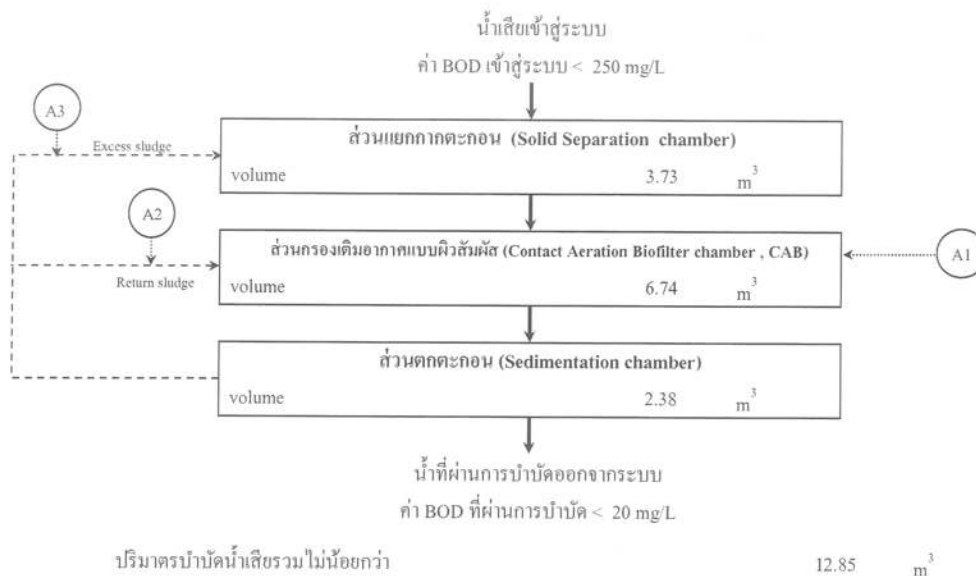 น้ำเสียเข้าสู่ระบบ
ค่า BOD เข้าสู่ระบบ < 250 mg/L
A3
Excess sludge
ส่วนแยกกากตะกอน (Solid Separation chamber)
volume 3.73 m³
A2
Return sludge
ส่วนกรองเติมอากาศแบบผิวสัมผัส (Contact Aeration Biofilter chamber , CAB)
volume 6.74 m³
A1
ส่วนตกตะกอน (Sedimentation chamber)
volume 2.38 m³
น้ำที่ผ่านการบำบัดออกจากระบบ
ค่า BOD ที่ผ่านการบำบัด < 20 mg/L
ปริมาตรบำบัดน้ำเสียรวมไม่น้อยกว่า 12.85 m³